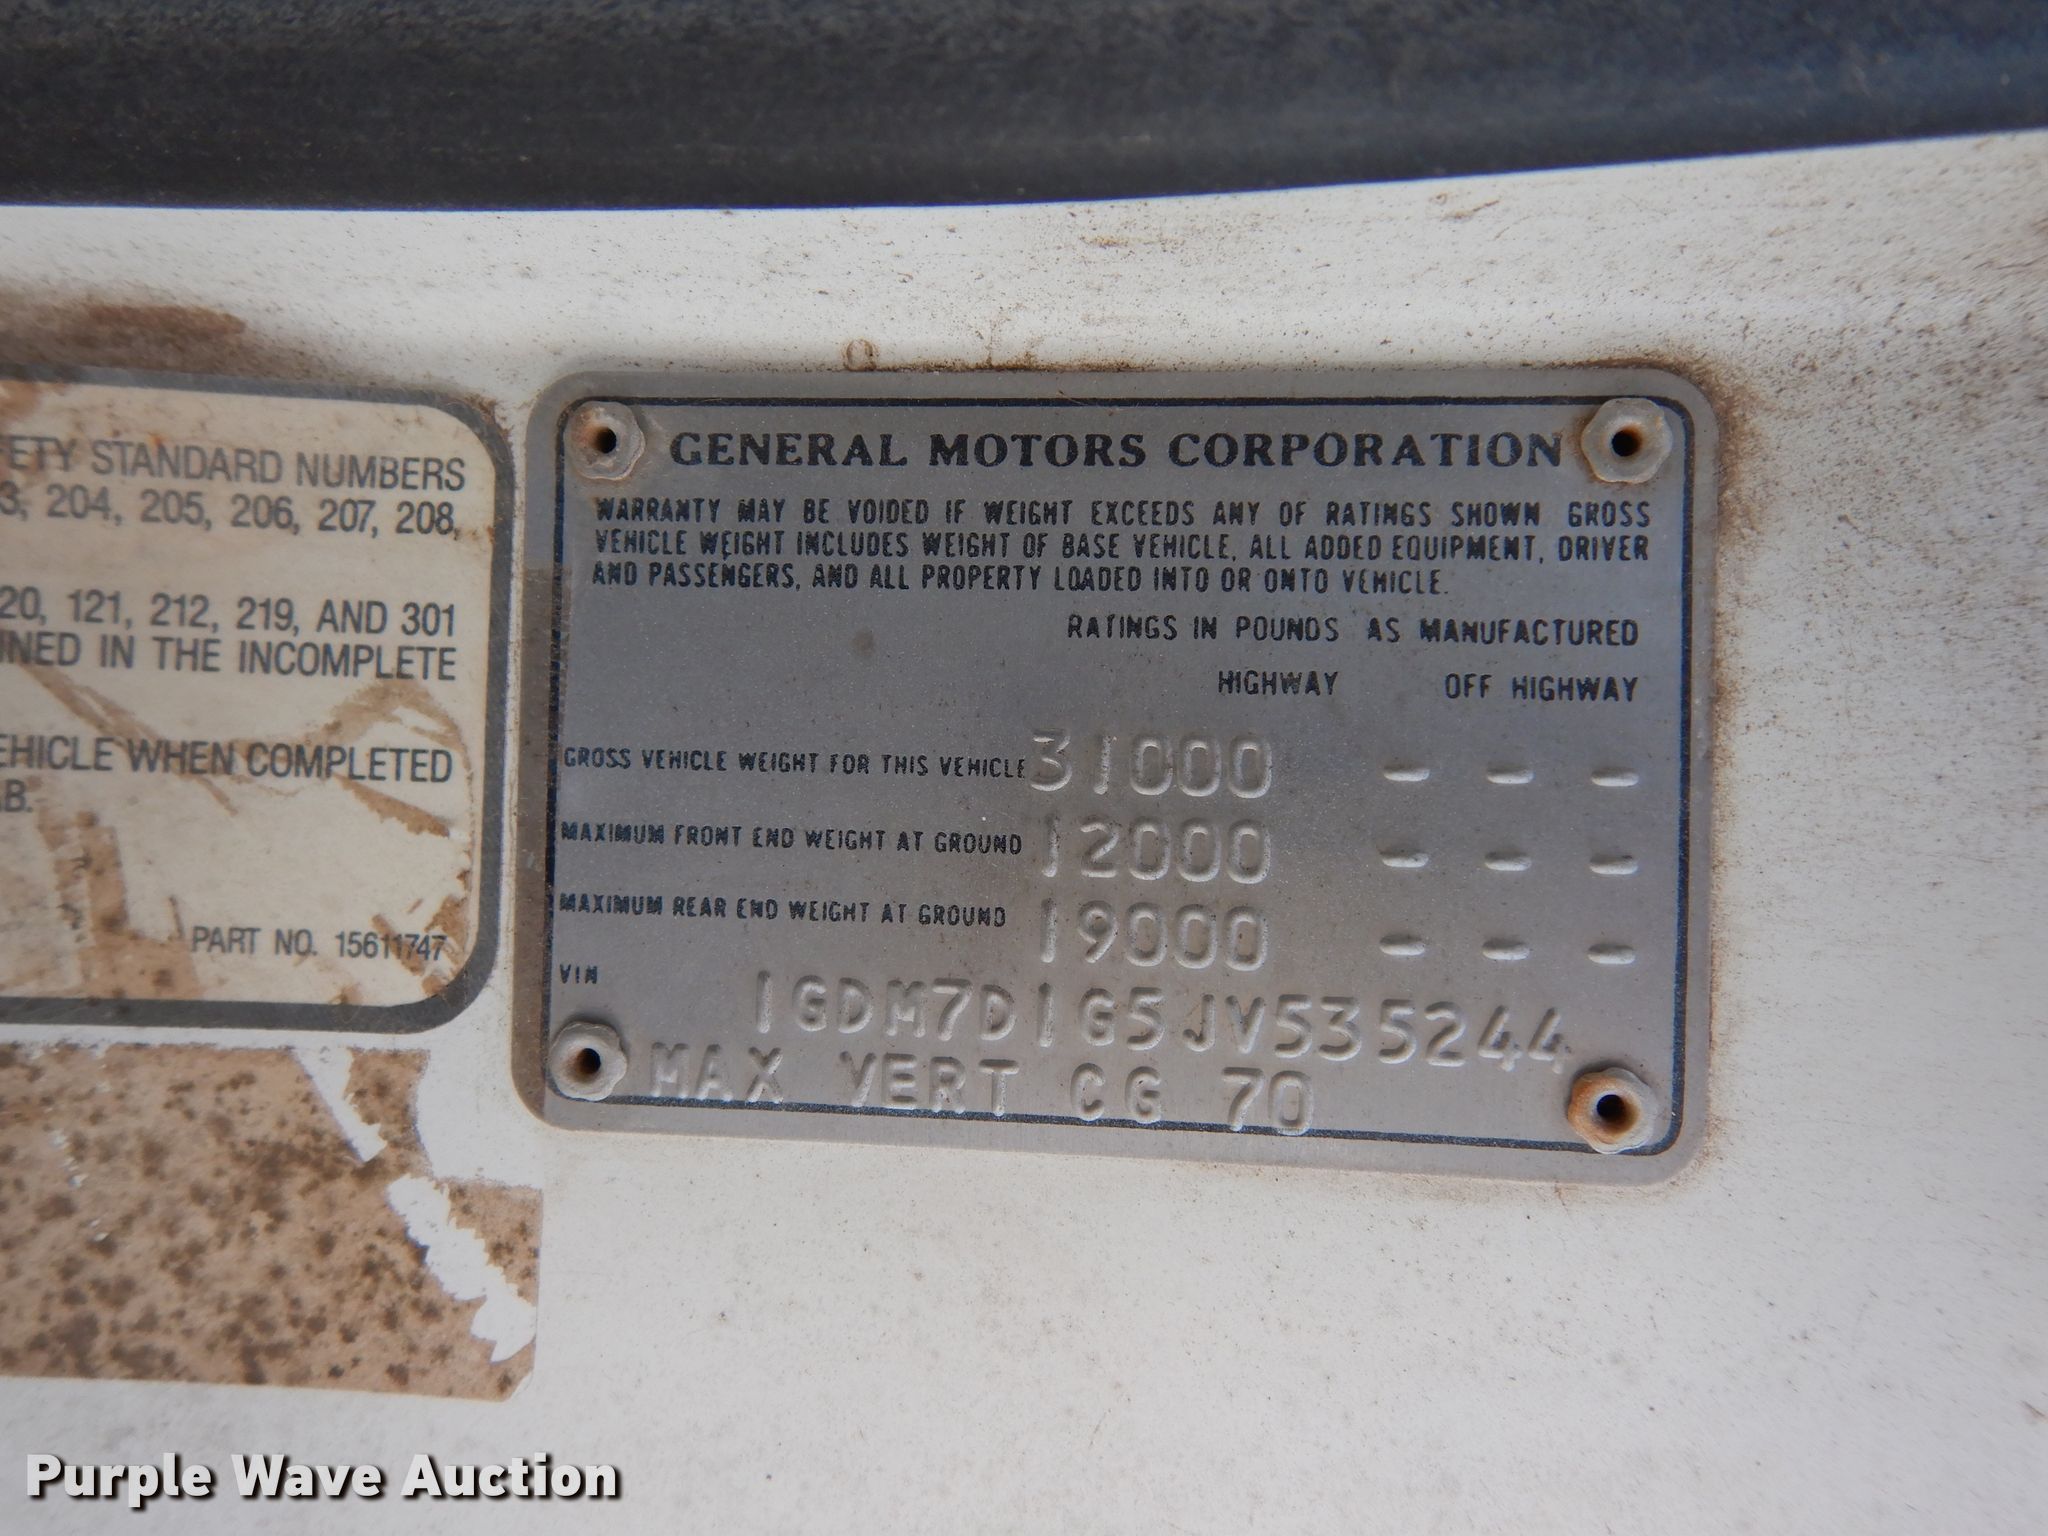 FETY STANDARD NUMBERS
3, 204, 205, 206, 207, 208,
20, 121, 212, 219, AND 301
INED IN THE INCOMPLETE
EHICLE WHEN COMPLETED
AB.
PART NO. 15611747
GENERAL MOTORS CORPORATION
WARRANTY MAY BE VOIDED IF WEIGHT EXCEEDS ANY OF RATINGS SHOWN GROSS
VEHICLE WEIGHT INCLUDES WEIGHT OF BASE VEHICLE, ALL ADDED EQUIPMENT, DRIVER
AND PASSENGERS, AND ALL PROPERTY LOADED INTO OR ONTO VEHICLE.
RATINGS IN POUNDS AS MANUFACTURED
HIGHWAY OFF HIGHWAY
GROSS VEHICLE WEIGHT FOR THIS VEHICLE 31000 - - -
MAXIMUM FRONT END WEIGHT AT GROUND 12000 - - -
MAXIMUM REAR END WEIGHT AT GROUND 19000 - - -
VIN
1GDM7D1G5JV535244
MAX VERT CG 70
Purple Wave Auction